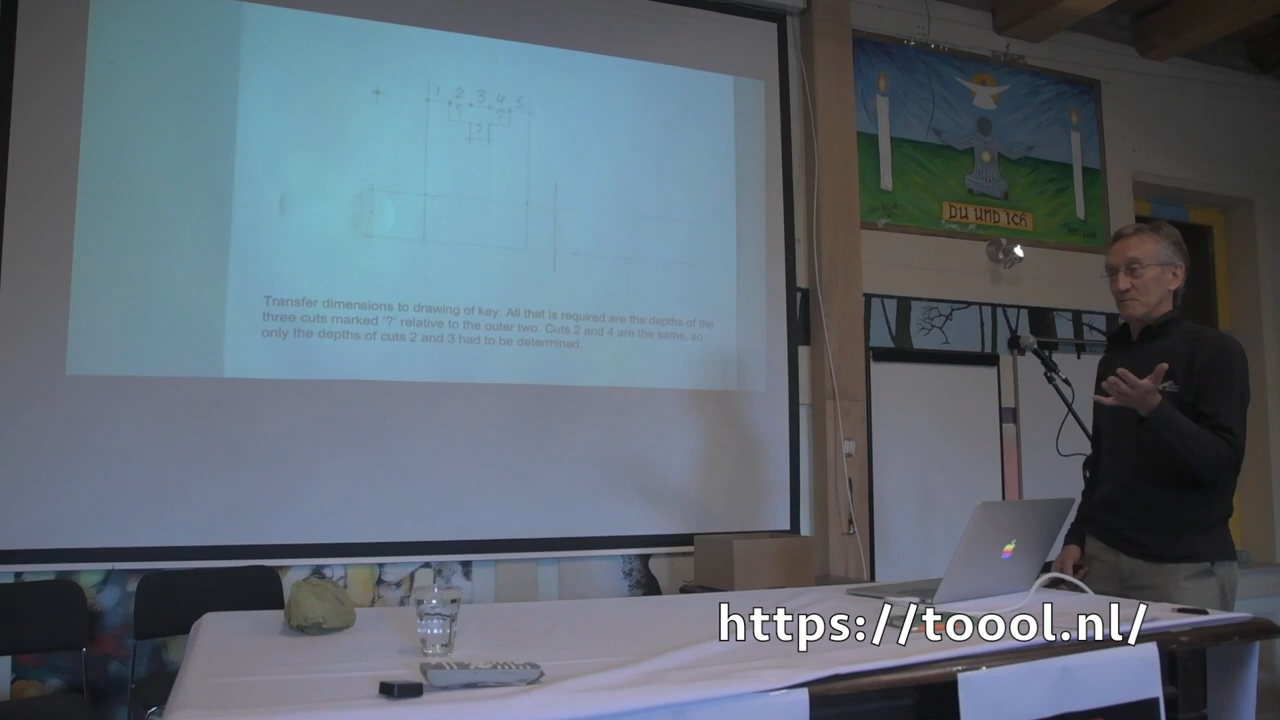 1 2 3 4 5
? ?
?
Transfer dimensions to drawing of key. All that is required are the depths of the
three cuts marked '?' relative to the outer two. Cuts 2 and 4 are the same, so
only the depths of cuts 2 and 3 had to be determined.
DU UND ICH
https://toool.nl/